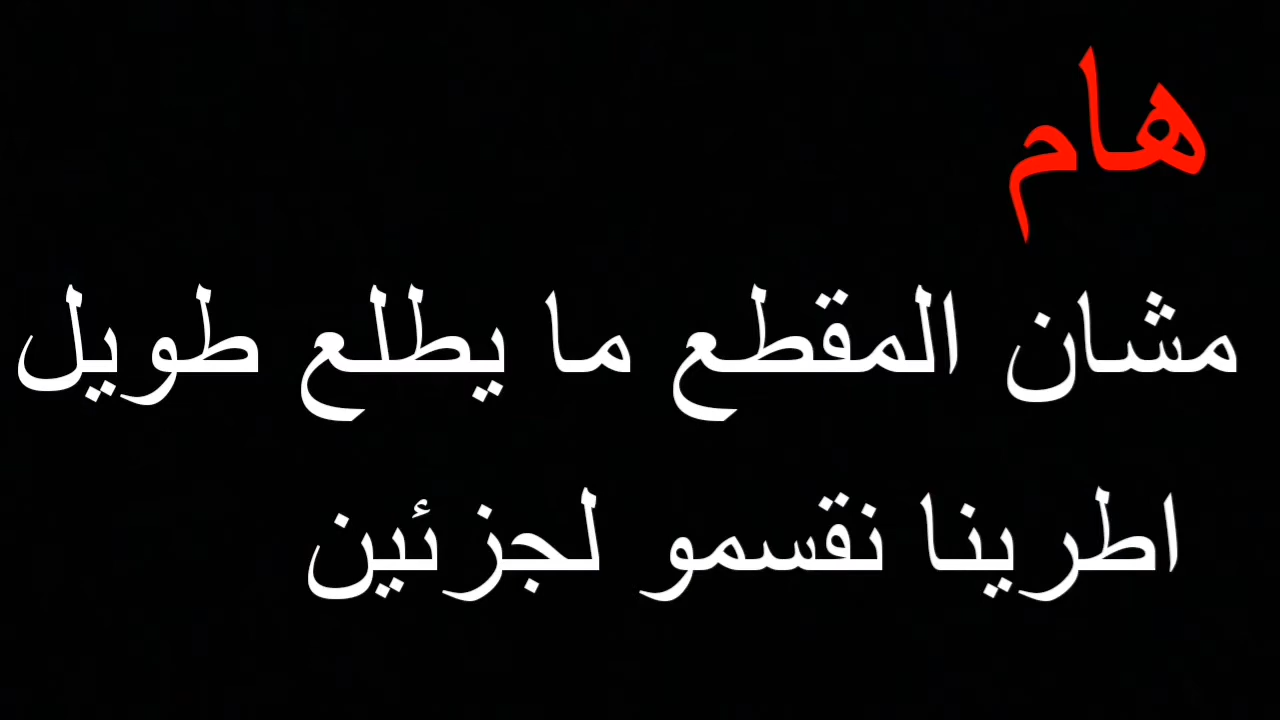 هام
مشان المقطع ما يطلع طويل
اطرينا نقسمو لجزئين